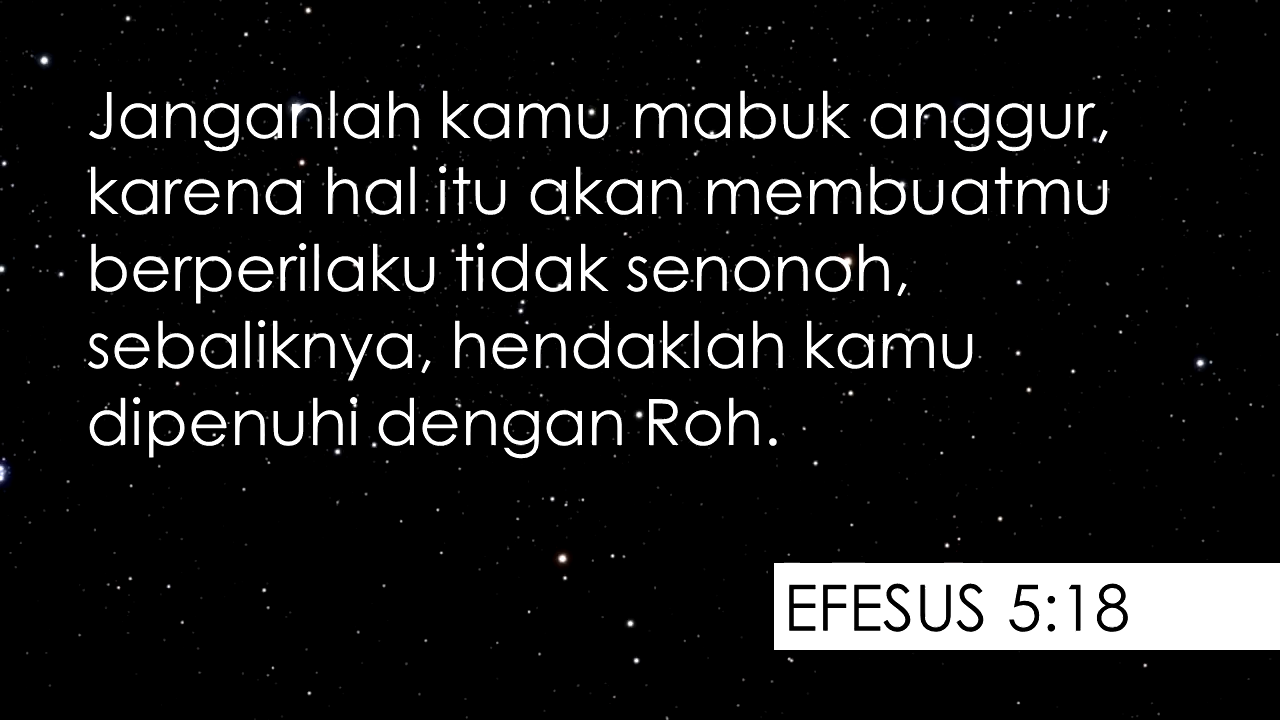 Janganlah kamu mabuk anggur,
karena hal itu akan membuatmu
berperilaku tidak senonoh,
sebaliknya, hendaklah kamu
dipenuhi dengan Roh.
EFESUS 5:18